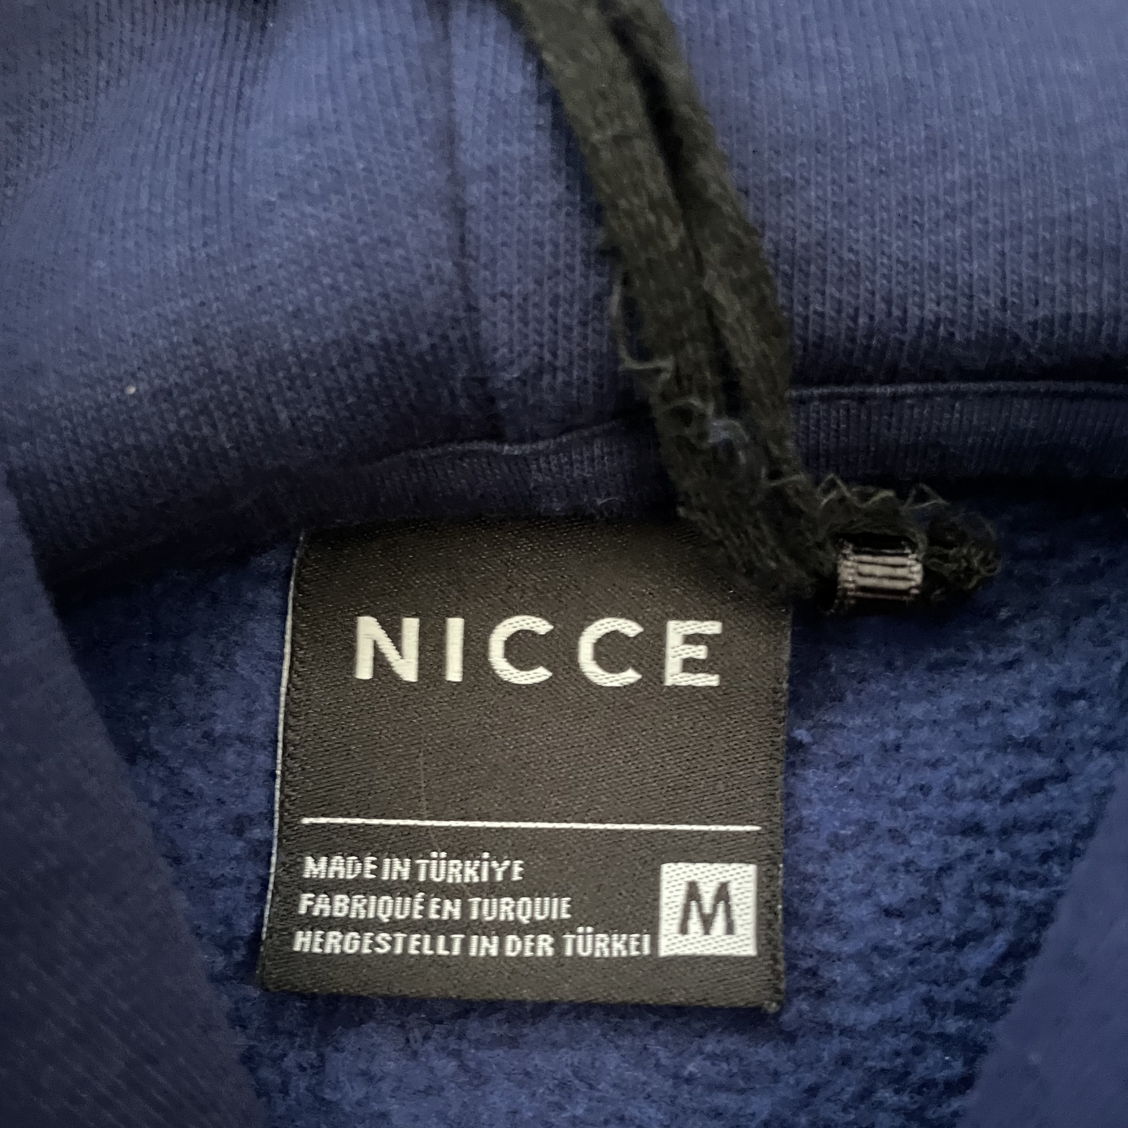 NICCE
MADE IN TÜRKİYE
FABRIQUÉ EN TURQUIE
HERGESTELLT IN DER TÜRKEI
M